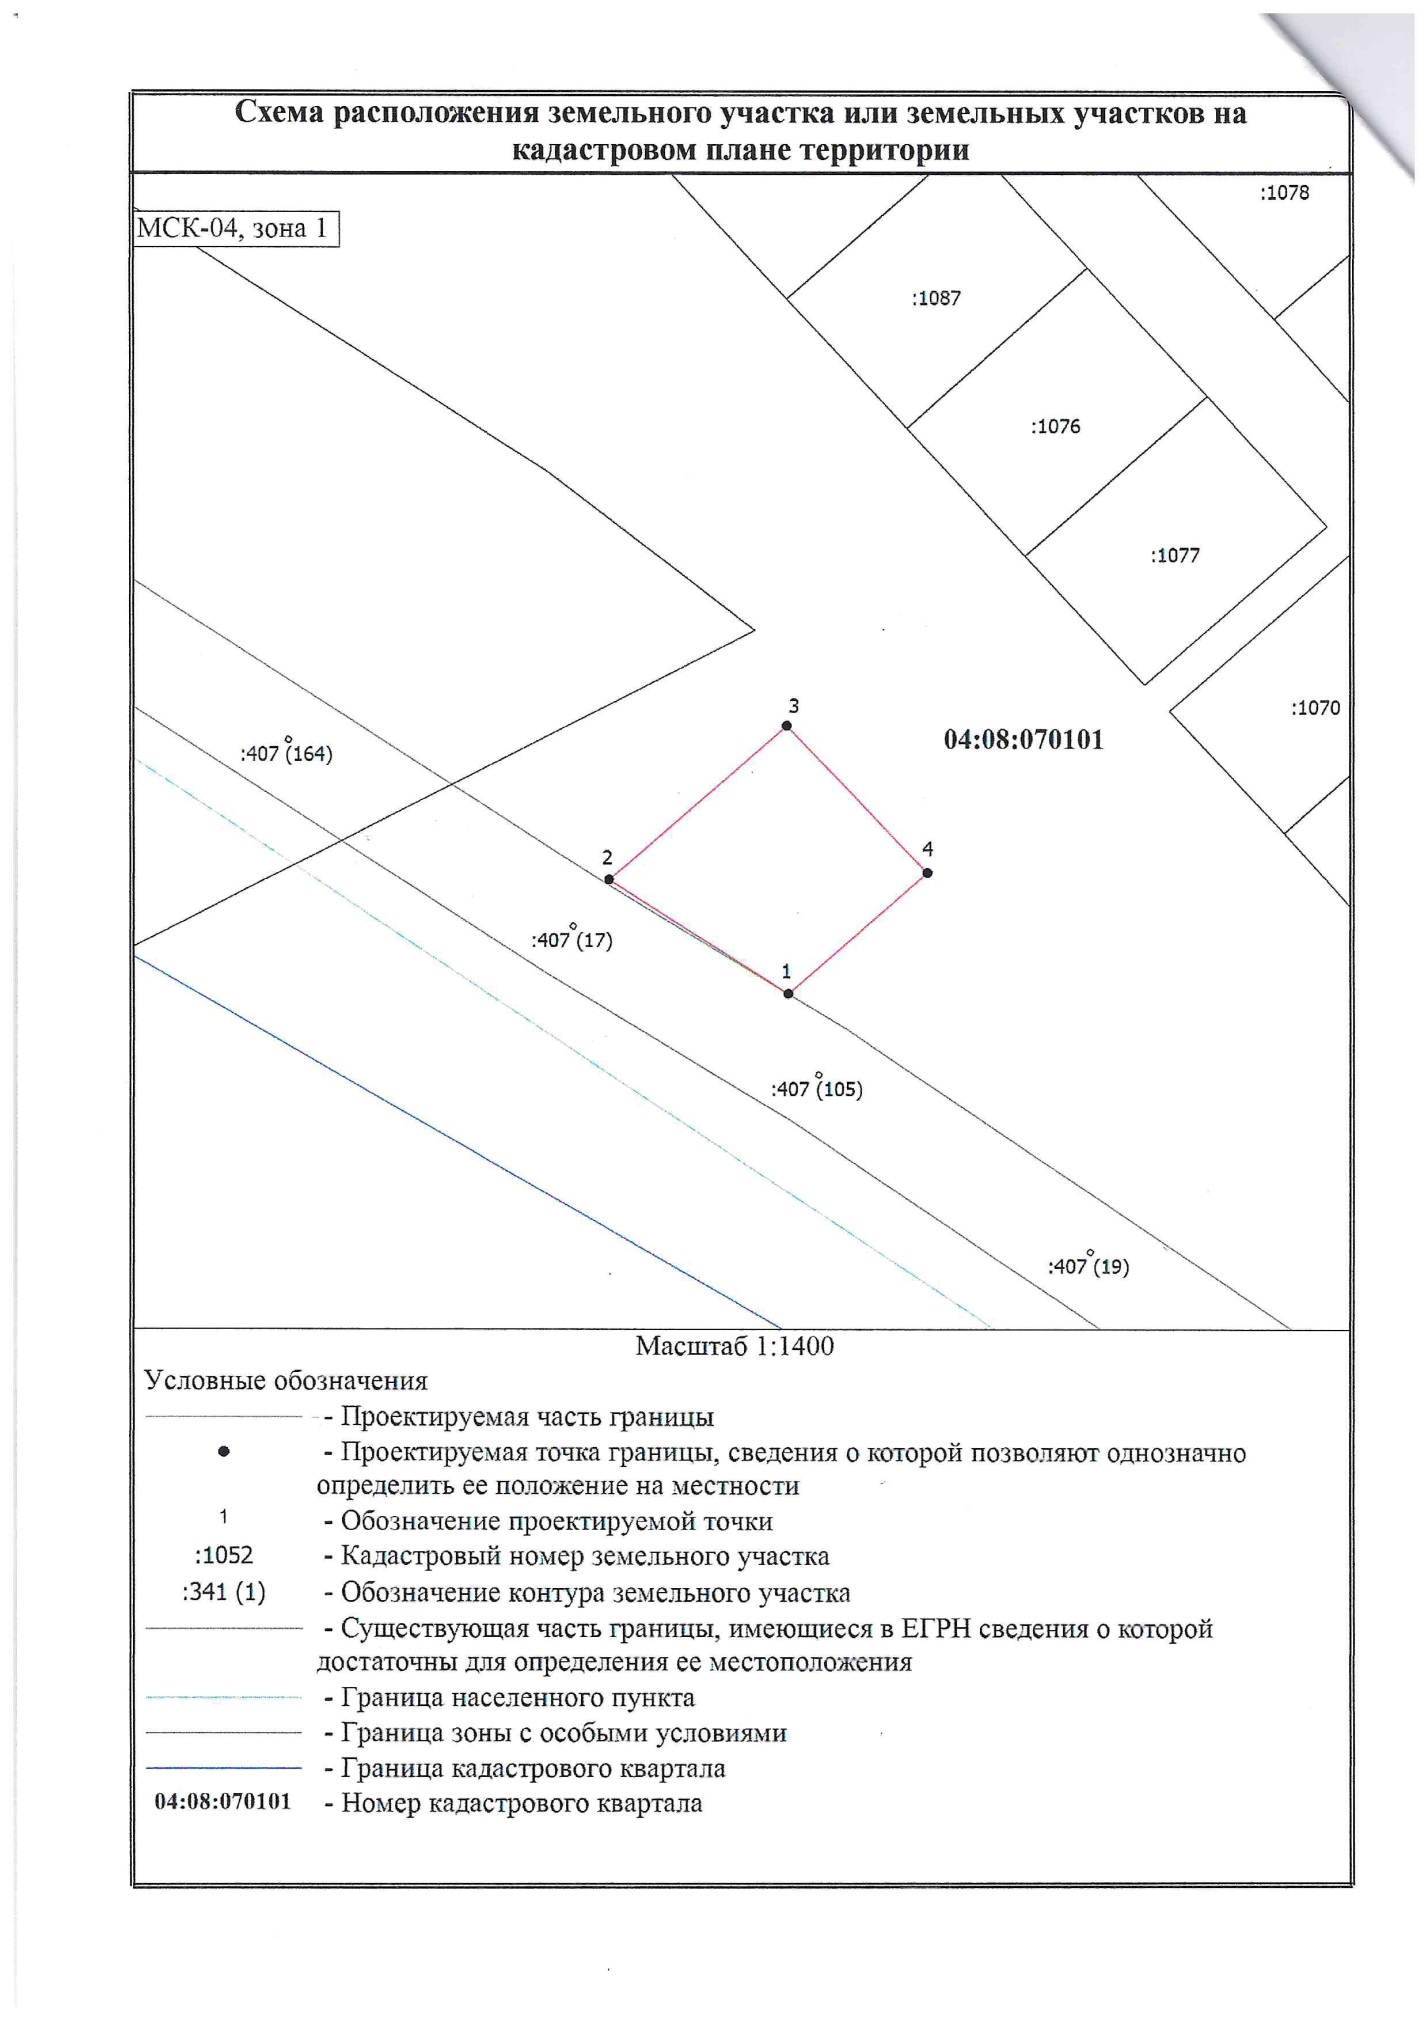 Схема расположения земельного участка или земельных участков на
кадастровом плане территории
:1078
МСК-04, зона 1
:1087
:1076
:1077
3
:1070
04:08:070101
:407 (164)
4
2
:407 (17)
1
:407 (105)
:407 (19)
Масштаб 1:1400
Условные обозначения
- Проектируемая часть границы
- Проектируемая точка границы, сведения о которой позволяют однозначно
определить ее положение на местности
1 - Обозначение проектируемой точки
:1052 - Кадастровый номер земельного участка
:341 (1) - Обозначение контура земельного участка
- Существующая часть границы, имеющиеся в ЕГРН сведения о которой
достаточны для определения ее местоположения
- Граница населенного пункта
- Граница зоны с особыми условиями
- Граница кадастрового квартала
04:08:070101 - Номер кадастрового квартала